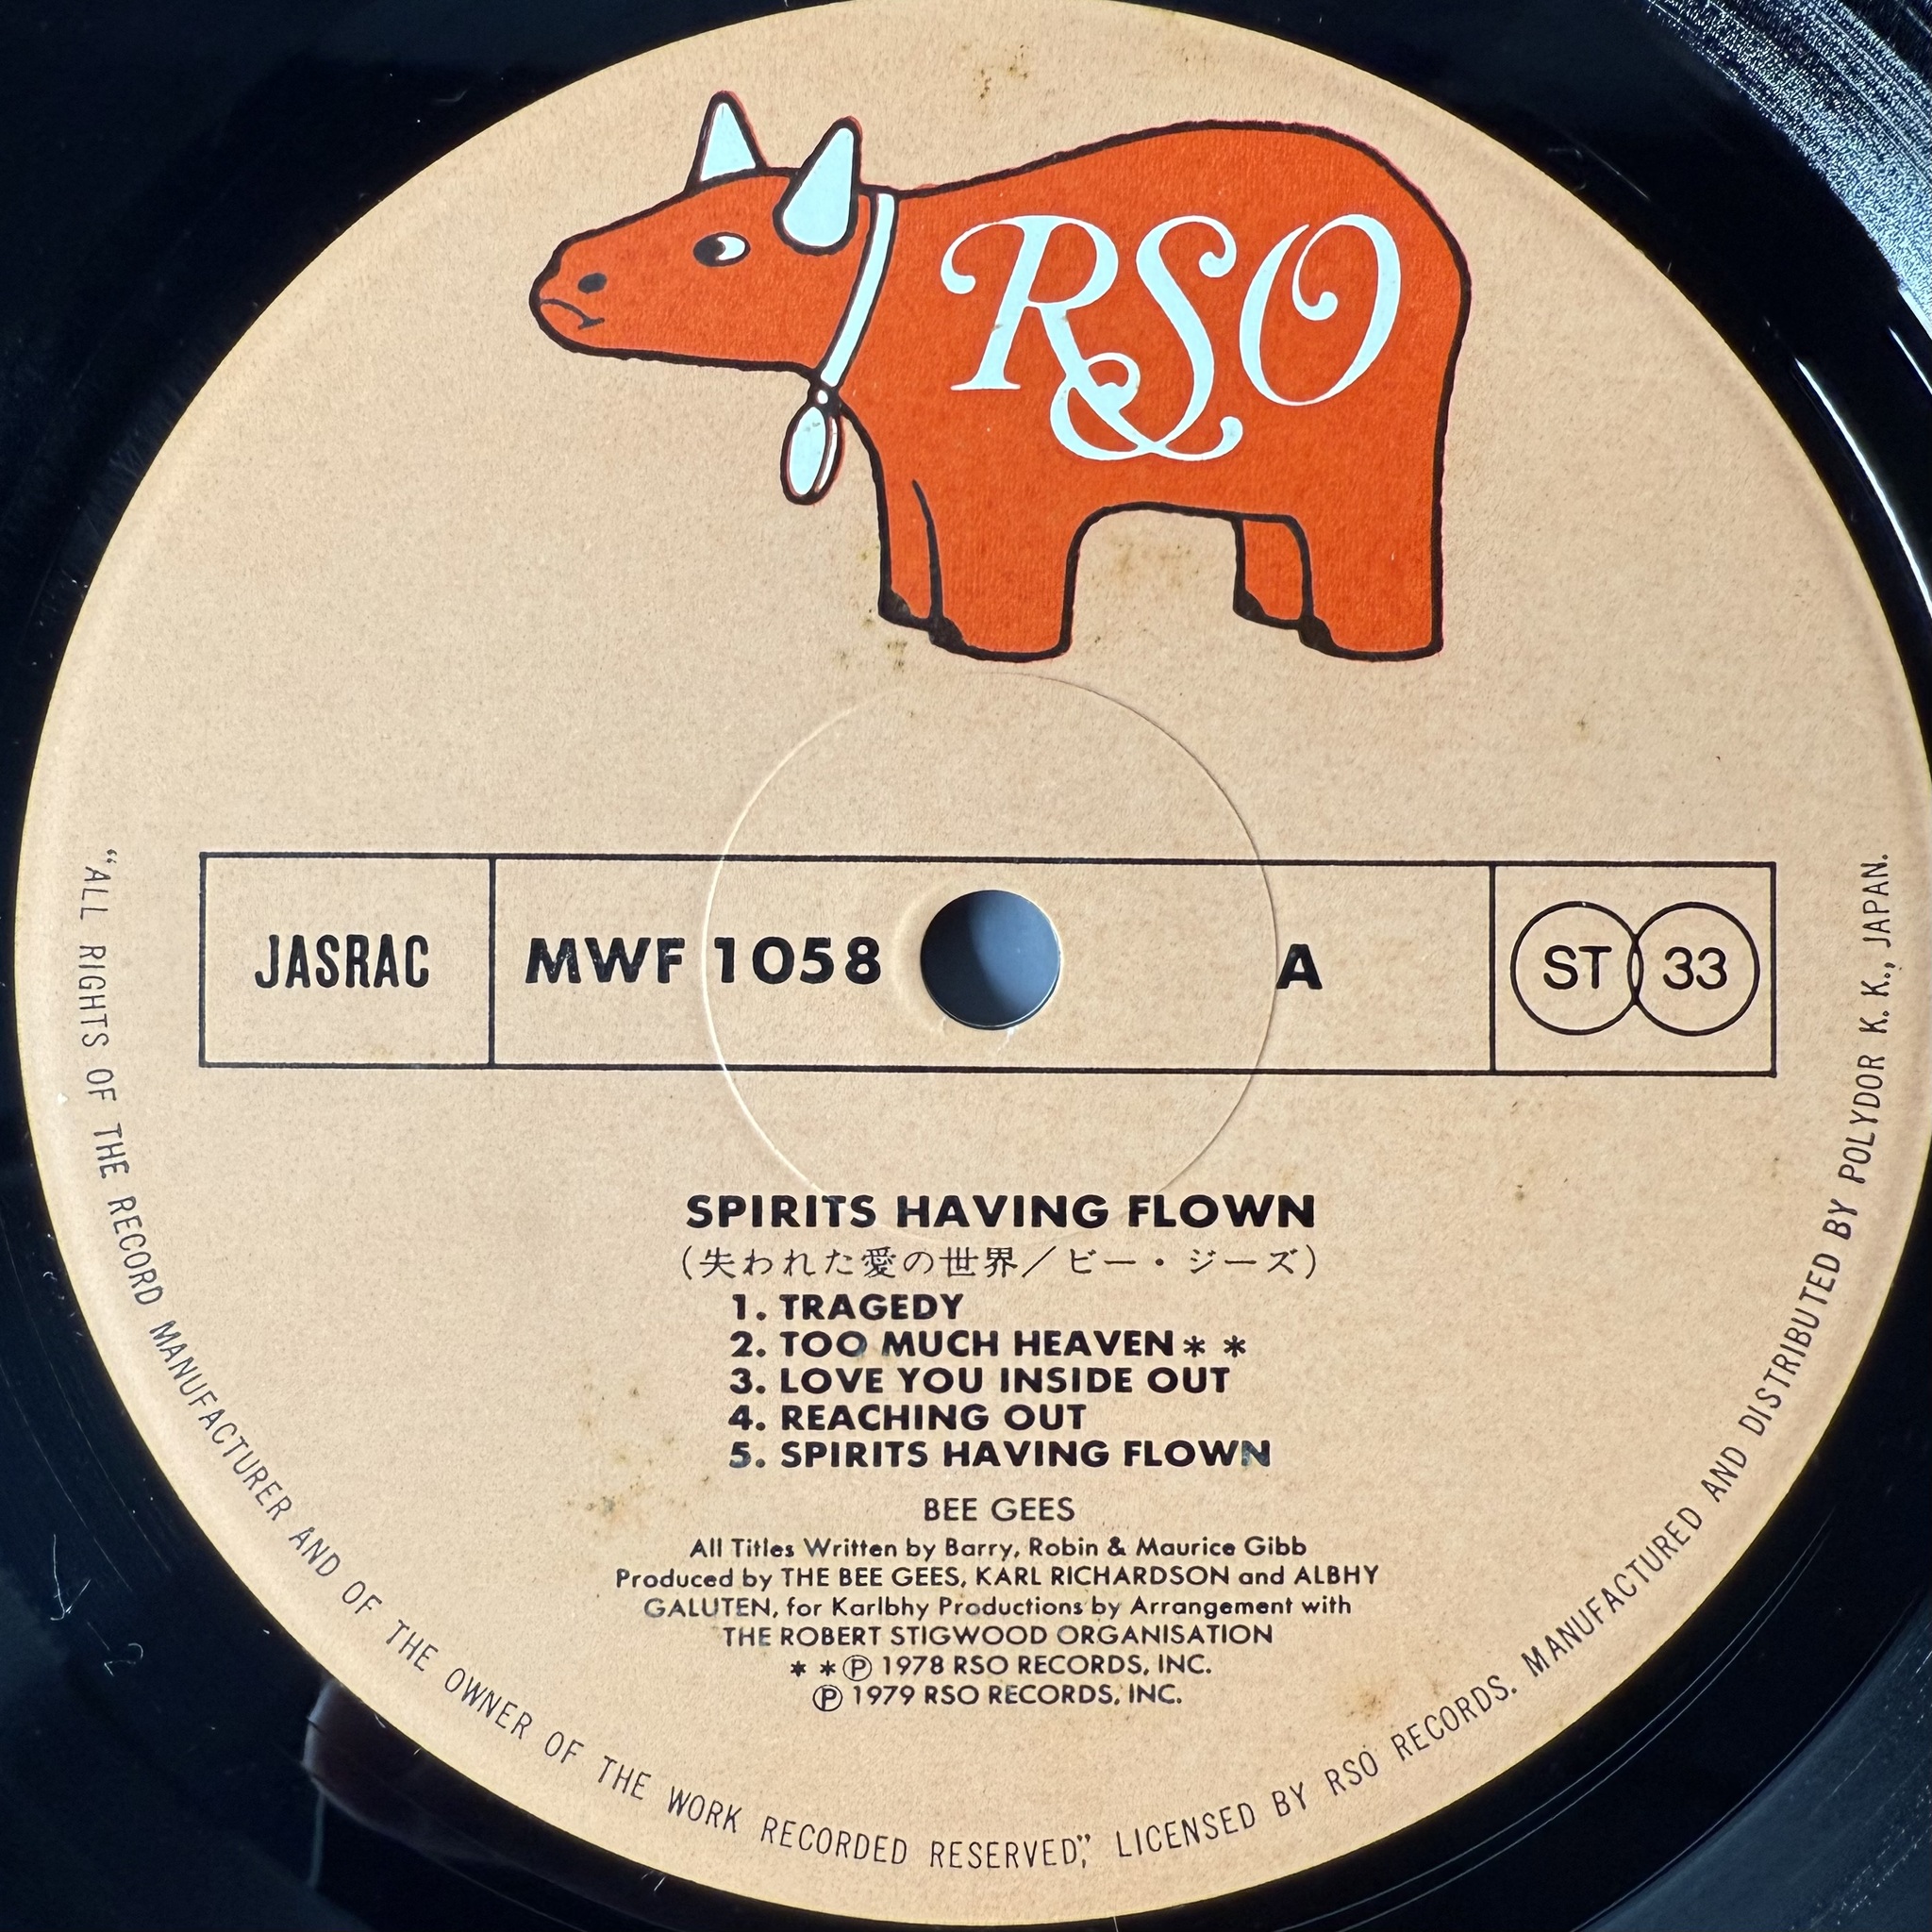 RSO
JASRAC
MWF 1058
A
ST 33
SPIRITS HAVING FLOWN
(失われた愛の世界／ビー・ジーズ)
1. TRAGEDY
2. TOO MUCH HEAVEN＊＊
3. LOVE YOU INSIDE OUT
4. REACHING OUT
5. SPIRITS HAVING FLOWN
BEE GEES
All Titles Written by Barry, Robin & Maurice Gibb
Produced by THE BEE GEES, KARL RICHARDSON and ALBHY
GALUTEN, for Karlbhy Productions by Arrangement with
THE ROBERT STIGWOOD ORGANISATION
＊＊Ⓟ 1978 RSO RECORDS, INC.
Ⓟ 1979 RSO RECORDS, INC.
“ALL RIGHTS OF THE RECORD MANUFACTURER AND OF THE OWNER OF THE WORK RECORDED RESERVED,” LICENSED BY RSO RECORDS. MANUFACTURED AND DISTRIBUTED BY POLYDOR K. K., JAPAN.